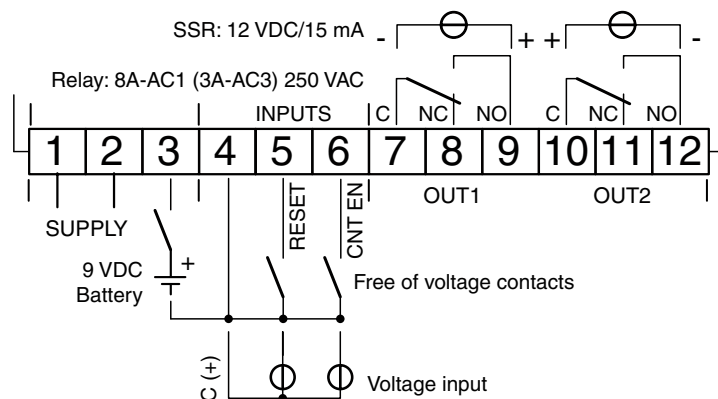 SSR: 12 VDC/15 mA - + + -
Relay: 8A-AC1 (3A-AC3) 250 VAC
INPUTS C NC NO C NC NO
1 2 3 4 5 6 7 8 9 10 11 12
SUPPLY RESET CNT EN OUT1 OUT2
9 VDC +
Battery
Free of voltage contacts
C (+)
Voltage input